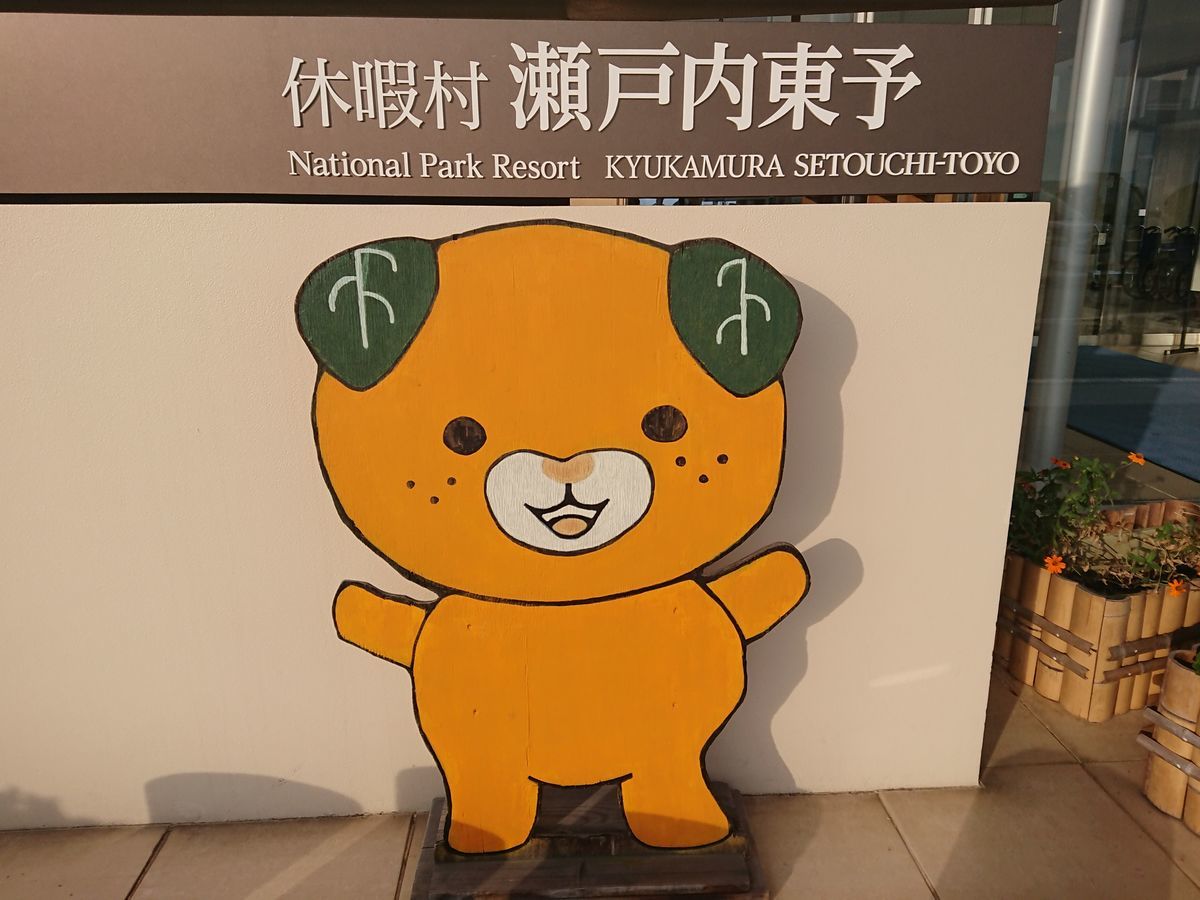 休暇村 瀬戸内東予
National Park Resort KYUKAMURA SETOUCHI-TOYO